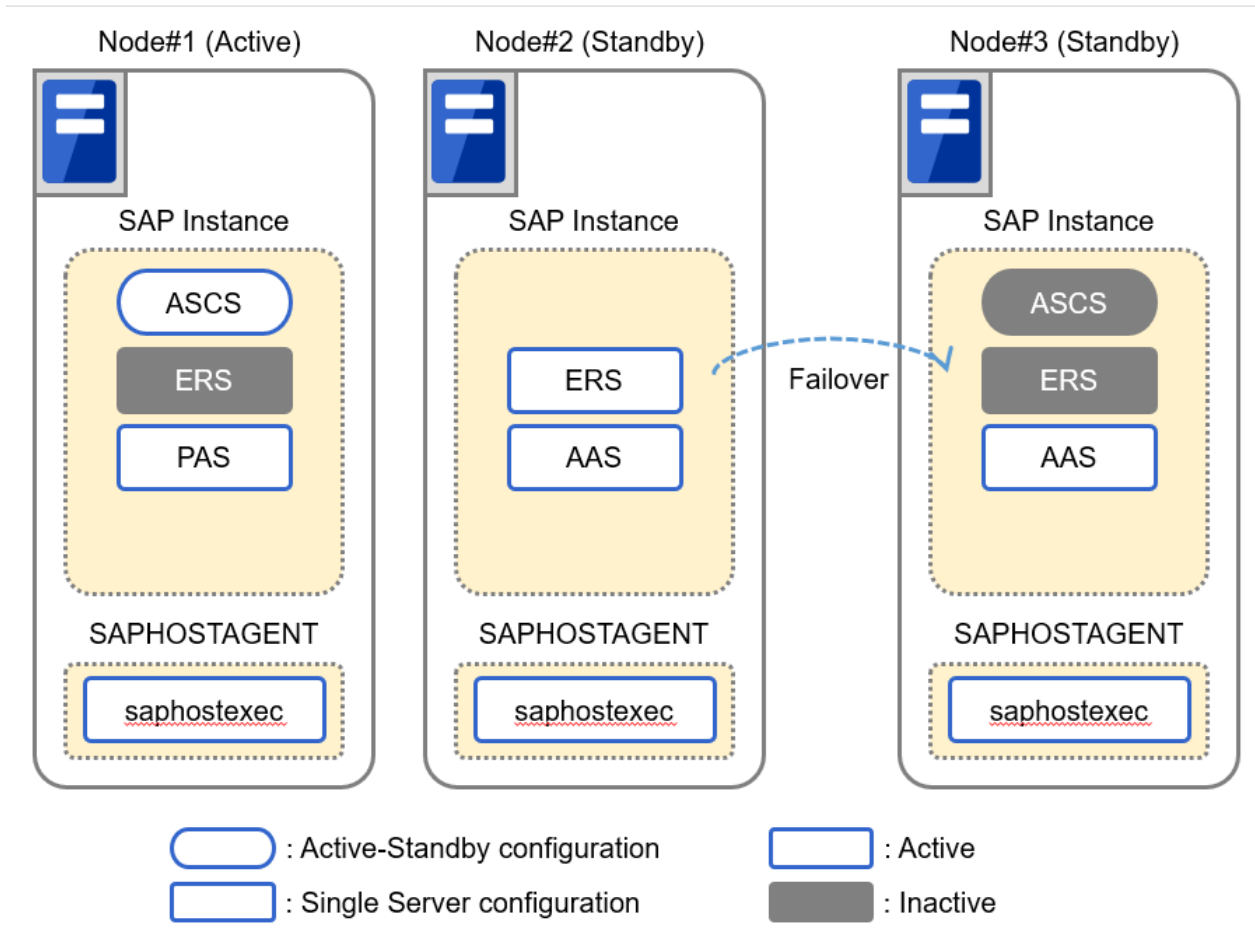 Node#1 (Active)
Node#2 (Standby)
Node#3 (Standby)
SAP Instance
SAP Instance
SAP Instance
ASCS
ERS
PAS
ERS
AAS
Failover
ASCS
ERS
AAS
SAPHOSTAGENT
SAPHOSTAGENT
SAPHOSTAGENT
saphostexec
saphostexec
saphostexec
: Active-Standby configuration
: Active
: Single Server configuration
: Inactive